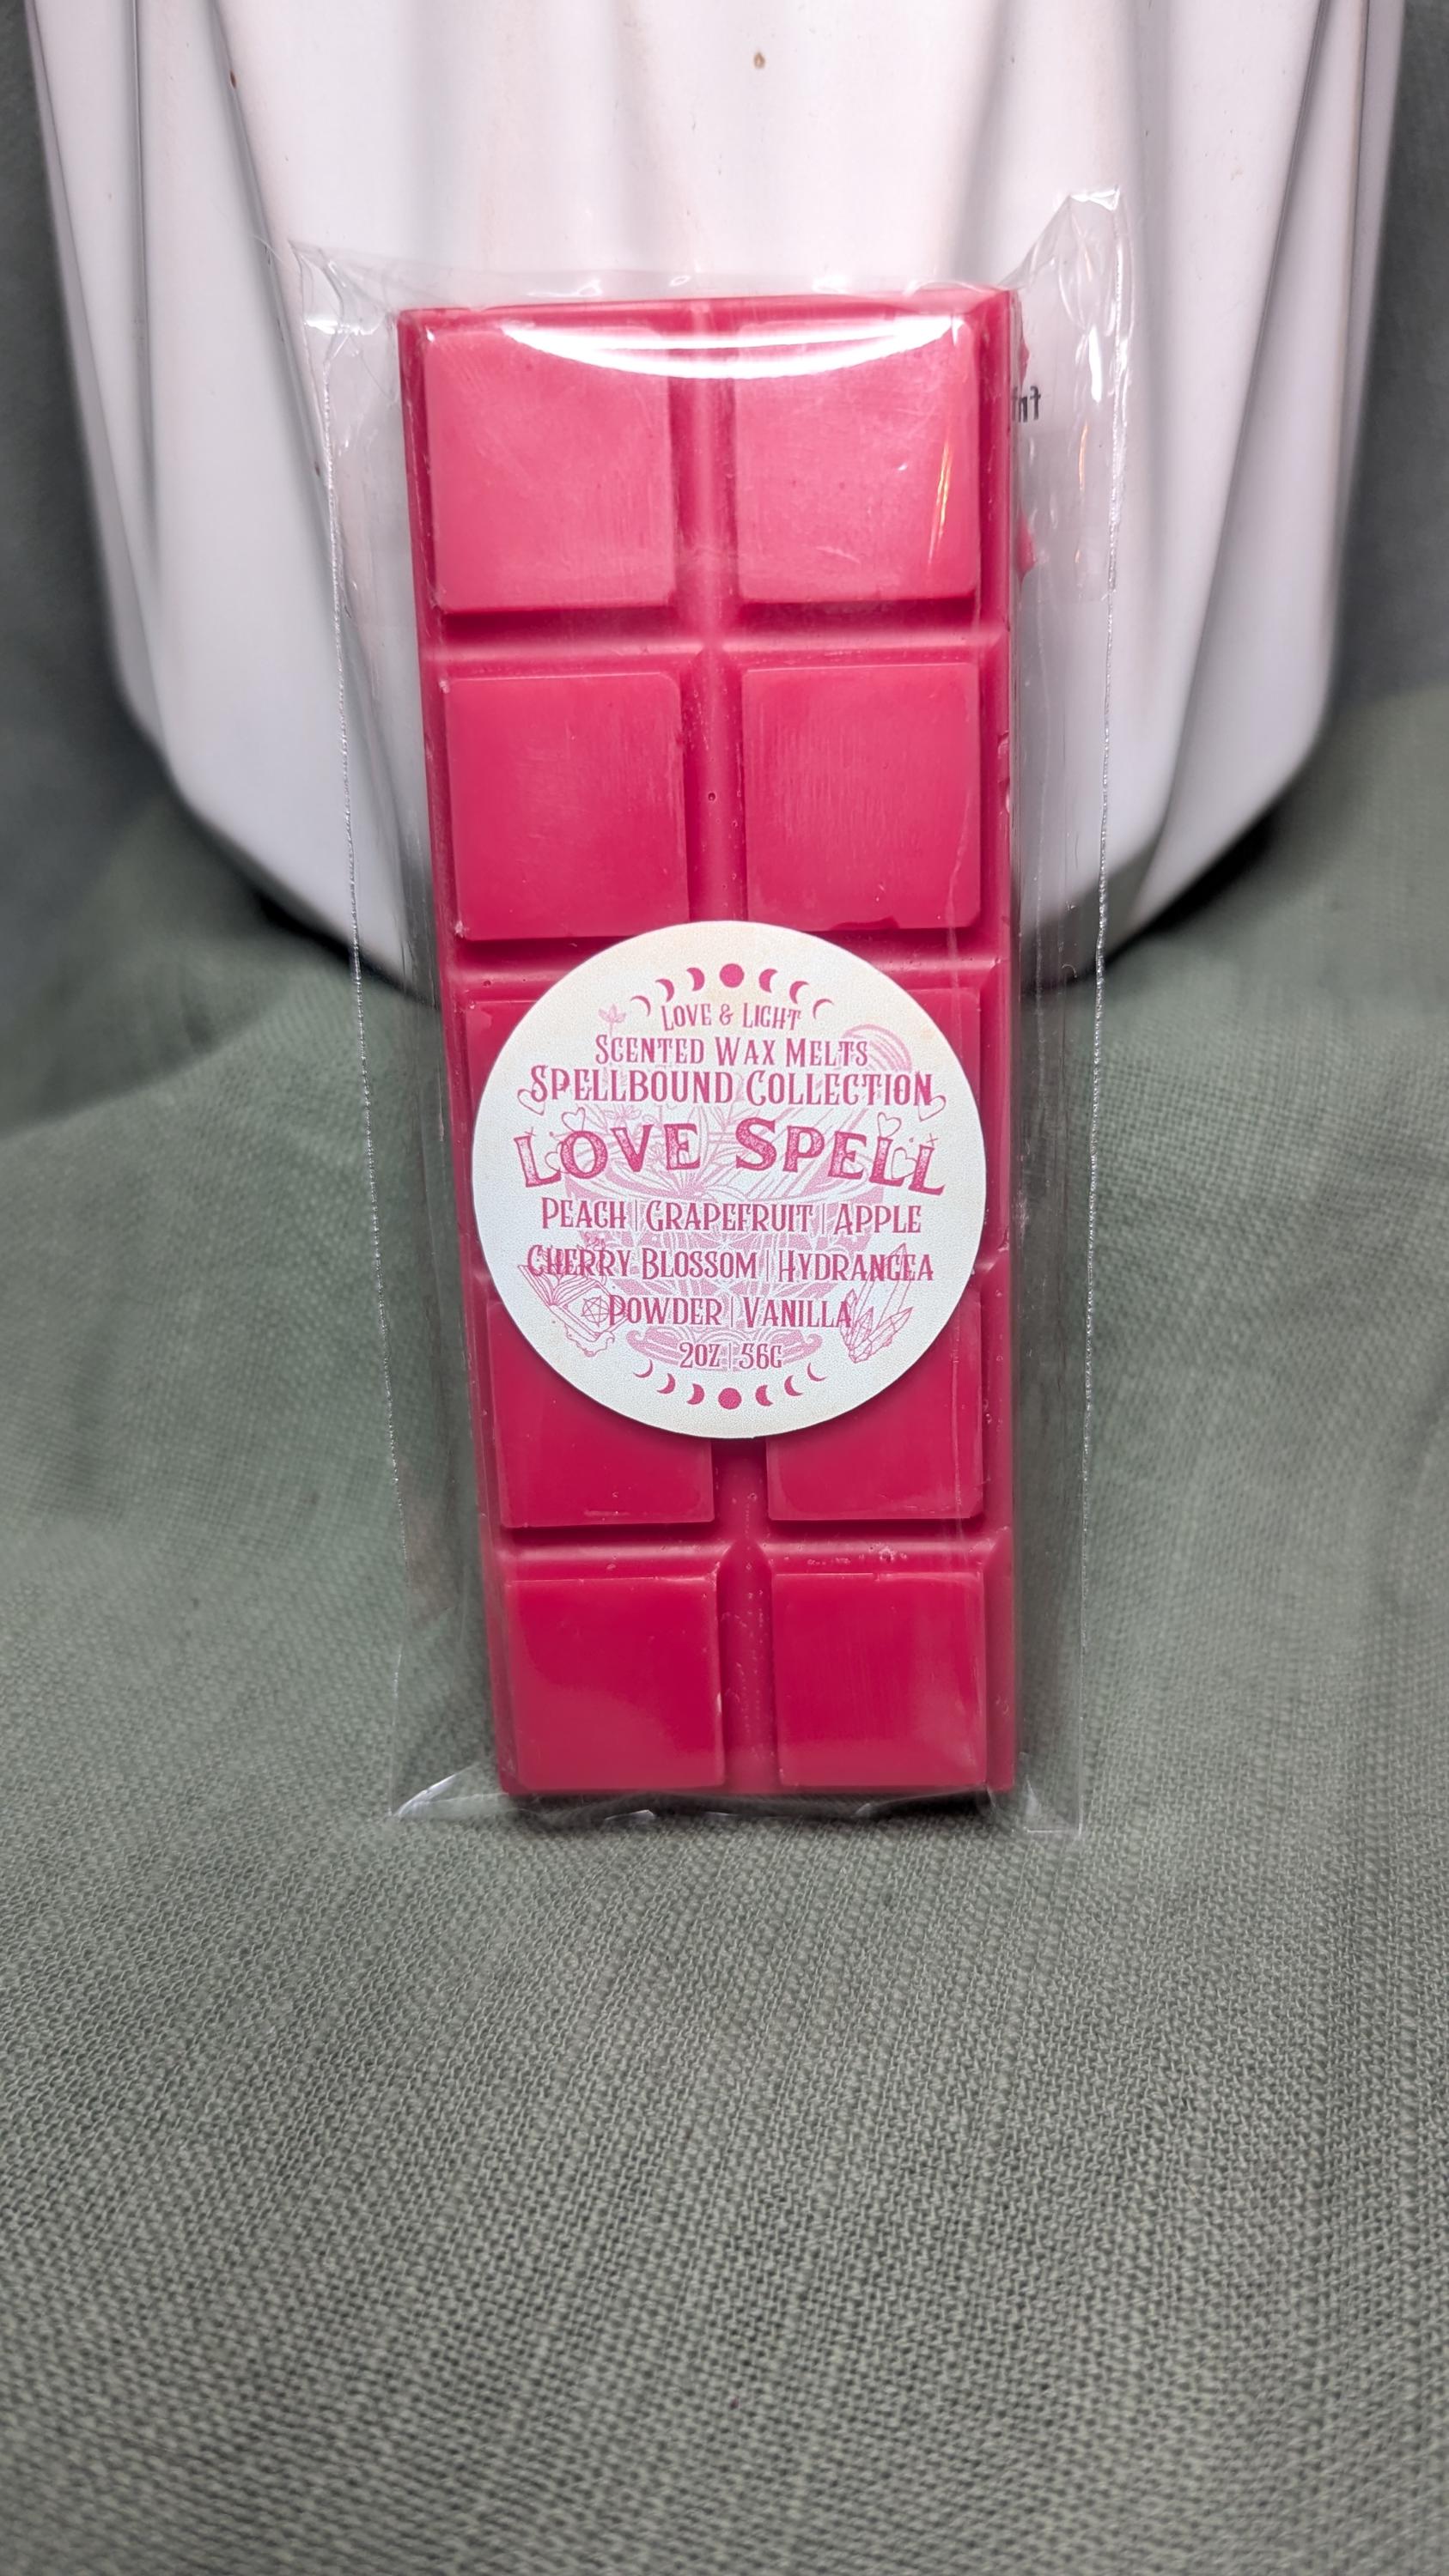 LOVE & LIGHT
SCENTED WAX MELTS
SPELLBOUND COLLECTION
LOVE SPELL
PEACH | GRAPEFRUIT | APPLE
CHERRY BLOSSOM | HYDRANGEA
POWDER | VANILLA
2OZ | 56G